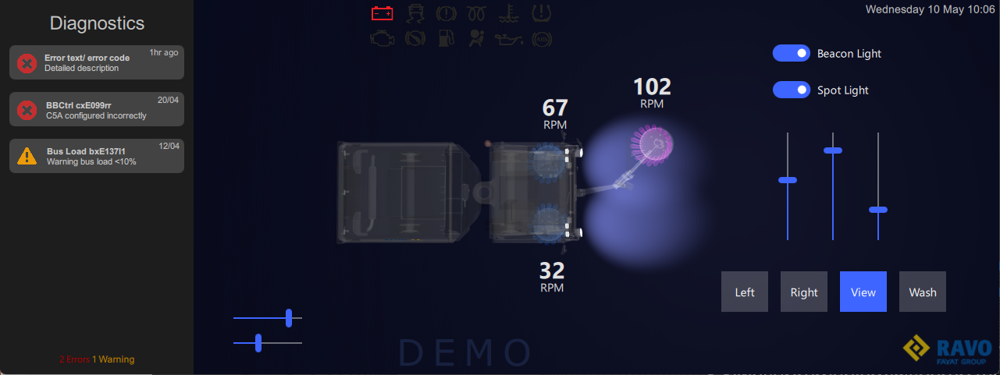 Diagnostics
Error text/ error code
1hr ago
Detailed description
BBCtrl cxE099rr
20/04
C5A configured incorrectly
Bus Load bxE137l1
12/04
Warning bus load <10%
2 Errors 1 Warning
ABS
Wednesday 10 May 10:06
Beacon Light
Spot Light
102
RPM
67
RPM
32
RPM
Left
Right
View
Wash
DEMO
RAVO
FAYAT GROUP